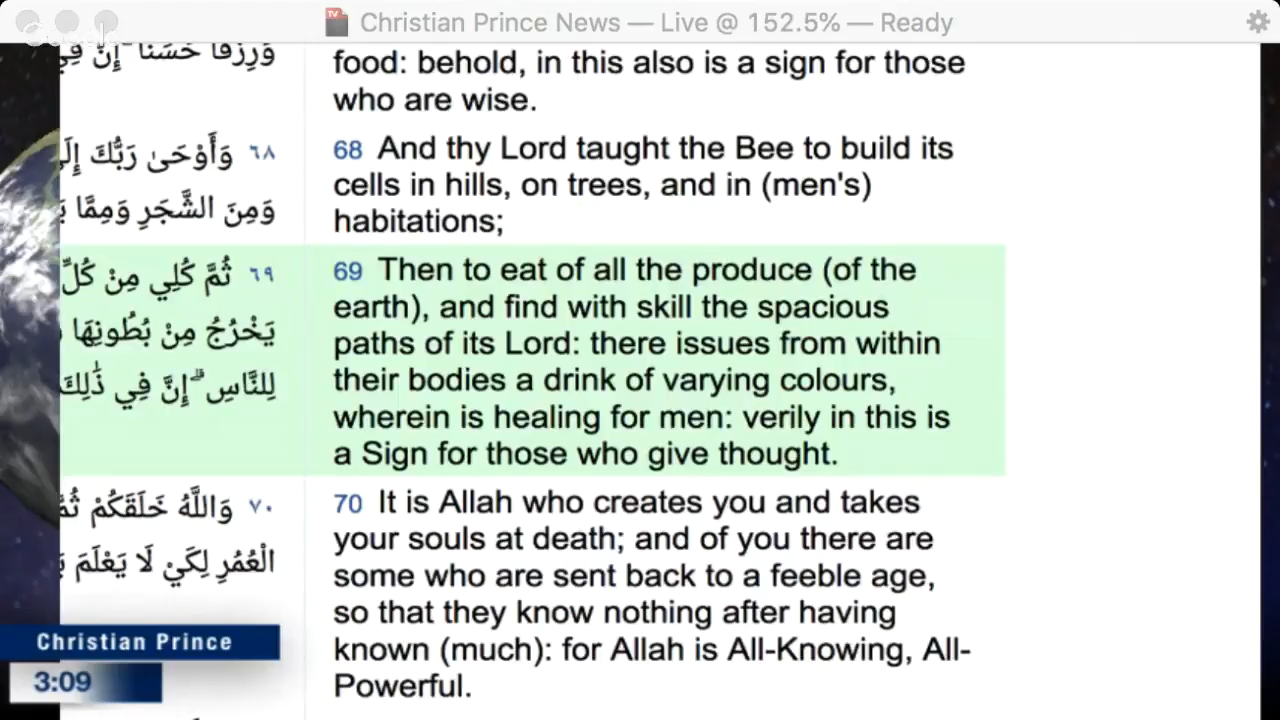 Christian Prince News — Live @ 152.5% — Ready
Google
وَرِزْقًا حَسَنًا ۗ إِنَّ فِي
food: behold, in this also is a sign for those
who are wise.
٦٨ وَأَوْحَىٰ رَبُّكَ إِلَى
وَمِنَ الشَّجَرِ وَمِمَّا
68 And thy Lord taught the Bee to build its
cells in hills, on trees, and in (men's)
habitations;
٦٩ ثُمَّ كُلِي مِنْ كُلِّ
يَخْرُجُ مِنْ بُطُونِهَا
لِلنَّاسِ ۗ إِنَّ فِي ذَٰلِكَ
69 Then to eat of all the produce (of the
earth), and find with skill the spacious
paths of its Lord: there issues from within
their bodies a drink of varying colours,
wherein is healing for men: verily in this is
a Sign for those who give thought.
٧٠ وَاللَّهُ خَلَقَكُمْ ثُمَّ
الْعُمُرِ لِكَيْ لَا يَعْلَمَ
70 It is Allah who creates you and takes
your souls at death; and of you there are
some who are sent back to a feeble age,
so that they know nothing after having
known (much): for Allah is All-Knowing, All-
Powerful.
Christian Prince
3:09